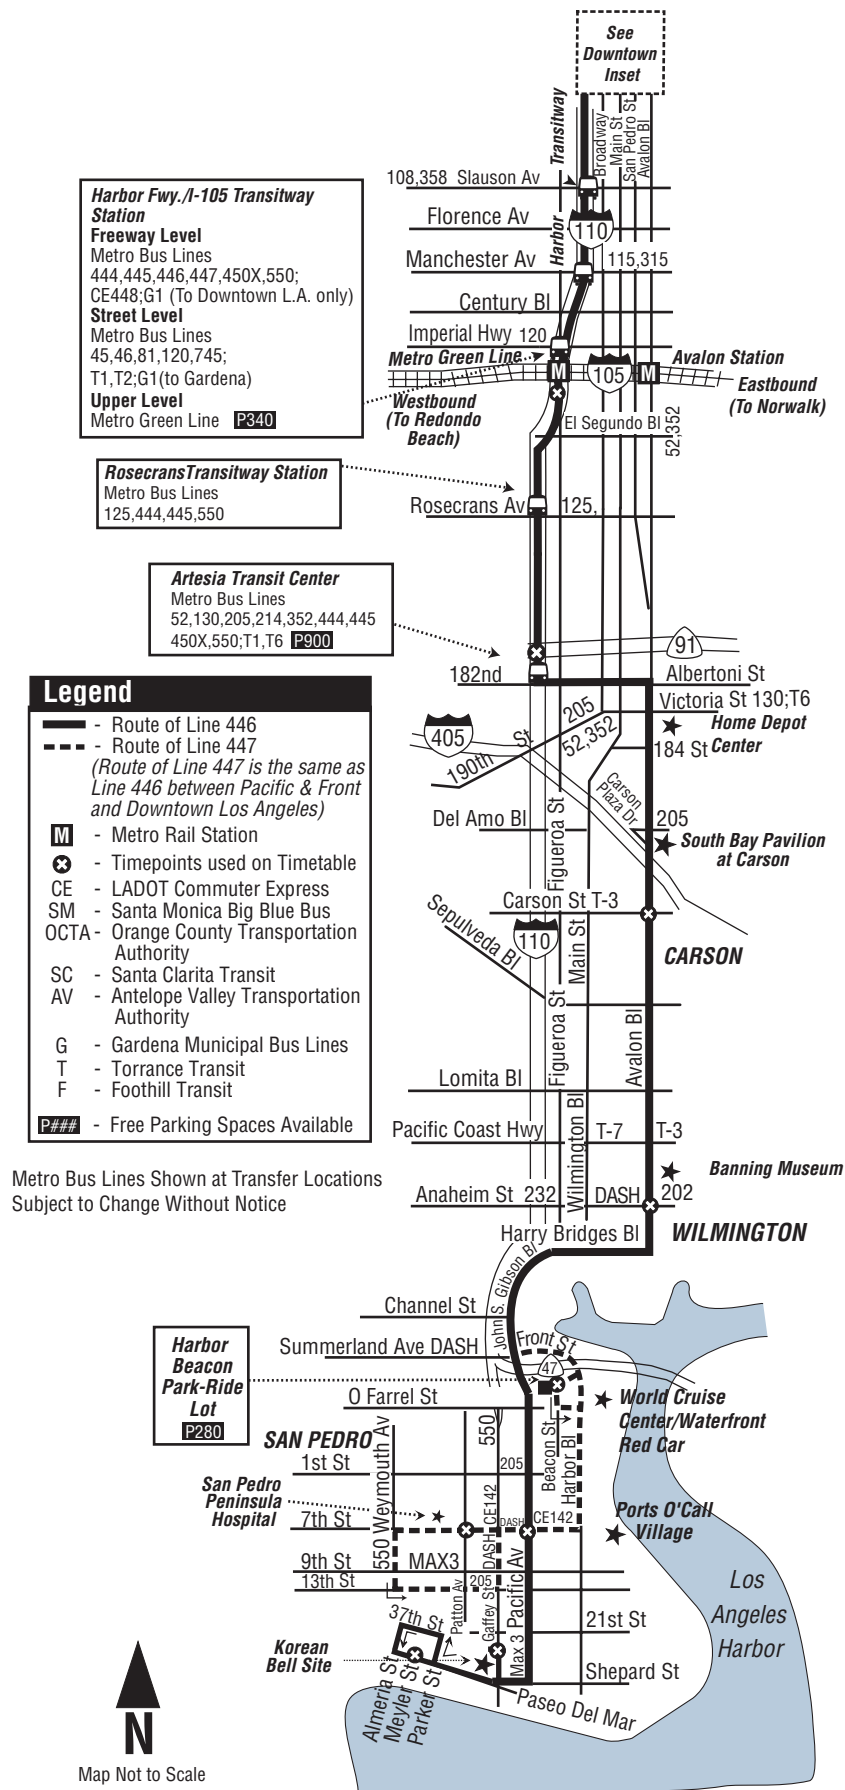 See
Downtown
Inset
Transitway
Broadway
Main St
San Pedro St
Avalon Bl
Harbor Fwy./I-105 Transitway
Station
Freeway Level
Metro Bus Lines
444,445,446,447,450X,550;
CE448;G1 (To Downtown L.A. only)
Street Level
Metro Bus Lines
45,46,81,120,745;
T1,T2;G1(to Gardena)
Upper Level
Metro Green Line P340
108,358 Slauson Av
Florence Av
Harbor
110
Manchester Av
115,315
Century Bl
Imperial Hwy 120
Metro Green Line
M
105
M
Avalon Station
Eastbound
(To Norwalk)
Westbound
(To Redondo
Beach)
El Segundo Bl
52,352
RosecransTransitway Station
Metro Bus Lines
125,444,445,550
Rosecrans Av
125,
Artesia Transit Center
Metro Bus Lines
52,130,205,214,352,444,445
450X,550;T1,T6 P900
91
182nd
Albertoni St
Victoria St 130;T6
Home Depot
Center
184 St
405
190th St
205
52,352
Carson
Plaza Dr
Legend
- Route of Line 446
- Route of Line 447
(Route of Line 447 is the same as
Line 446 between Pacific & Front
and Downtown Los Angeles)
M - Metro Rail Station
- Timepoints used on Timetable
CE - LADOT Commuter Express
SM - Santa Monica Big Blue Bus
OCTA - Orange County Transportation
Authority
SC - Santa Clarita Transit
AV - Antelope Valley Transportation
Authority
G - Gardena Municipal Bus Lines
T - Torrance Transit
F - Foothill Transit
P### - Free Parking Spaces Available
Metro Bus Lines Shown at Transfer Locations
Subject to Change Without Notice
Del Amo Bl
Figueroa St
205
South Bay Pavilion
at Carson
Carson St T-3
Sepulveda Bl
110
Main St
CARSON
Figueroa St
Avalon Bl
Lomita Bl
Wilmington Bl
Pacific Coast Hwy
T-7
T-3
Banning Museum
Anaheim St 232
DASH
202
Harry Bridges Bl
WILMINGTON
John S. Gibson Bl
Channel St
Summerland Ave DASH
Front St
47
Harbor
Beacon
Park-Ride
Lot
P280
O Farrel St
World Cruise
Center/Waterfront
Red Car
SAN PEDRO
550 Weymouth Av
550
Beacon St
Harbor Bl
1st St
205
San Pedro
Peninsula
Hospital
CE142
7th St
DASH
CE142
Ports O'Call
Village
DASH
9th St
MAX3
13th St
205
Pacific Av
Max 3
Patton Av
Gaffey St
37th St
21st St
Korean
Bell Site
Almeria St
Meyler St
Parker St
Shepard St
Paseo Del Mar
Los
Angeles
Harbor
N
Map Not to Scale